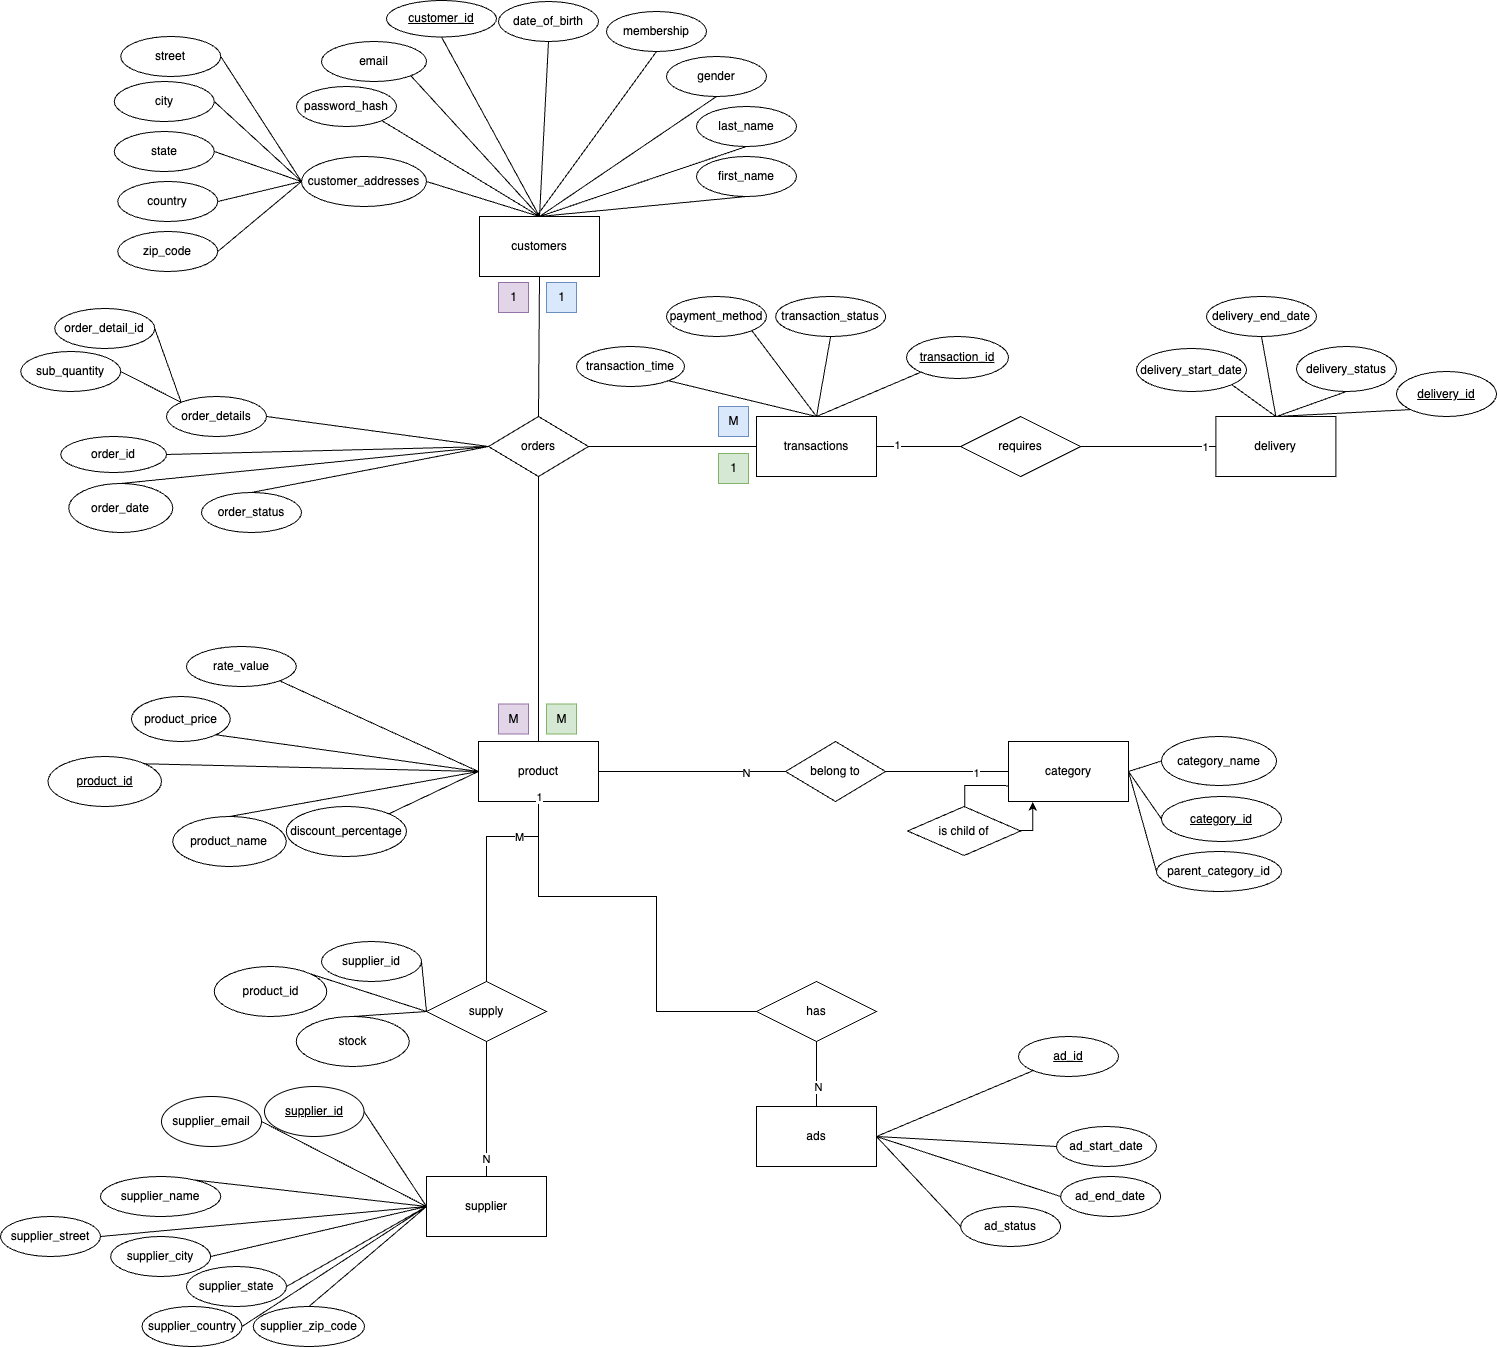 customer_id
date_of_birth
membership
street
email
gender
city
password_hash
last_name
state
customer_addresses
first_name
country
zip_code
customers
1
1
order_detail_id
payment_method
transaction_status
delivery_end_date
sub_quantity
transaction_time
transaction_id
delivery_start_date
delivery_status
delivery_id
order_details
M
orders
transactions
1
requires
1
delivery
order_id
1
order_date
order_status
rate_value
product_price
M
M
product_id
product
N
belong to
1
category
category_name
1
category_id
product_name
discount_percentage
M
is child of
parent_category_id
supplier_id
product_id
supply
has
stock
ad_id
N
supplier_email
supplier_id
ads
ad_start_date
N
supplier_name
supplier
ad_end_date
supplier_street
ad_status
supplier_city
supplier_state
supplier_country
supplier_zip_code